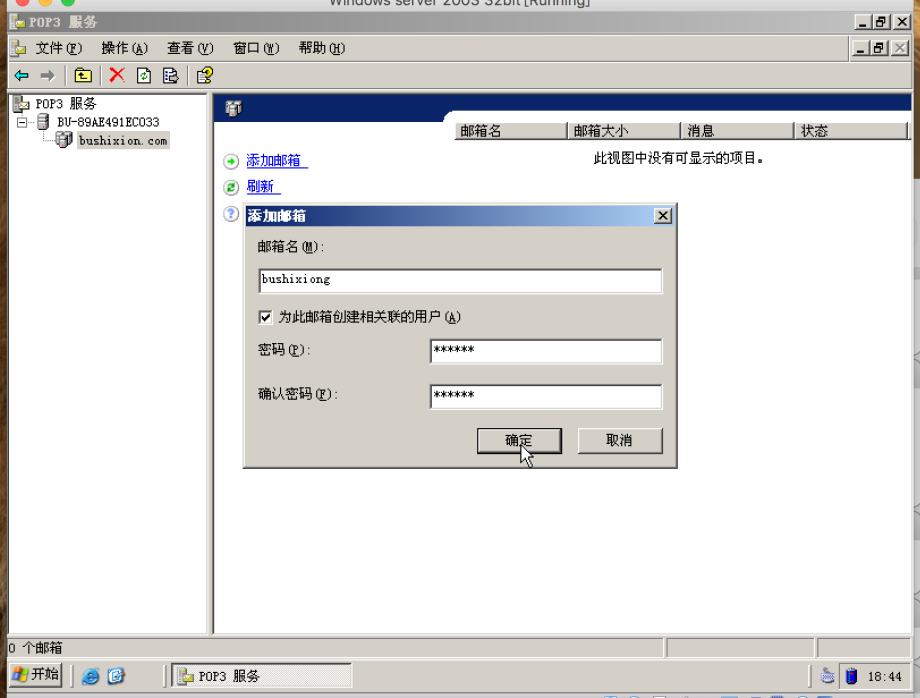 Windows server 2003 32bit [Running]
POP3 服务
文件(F) 操作(A) 查看(V) 窗口(W) 帮助(H)
POP3 服务
BU-89AE491EC033
bushixion.com
邮箱名 邮箱大小 消息 状态
添加邮箱
此视图中没有可显示的项目。
刷新
添加邮箱
邮箱名(M):
bushixiong
为此邮箱创建相关联的用户(A)
密码(P):
******
确认密码(F):
******
确定 取消
0 个邮箱
开始 POP3 服务 18:44